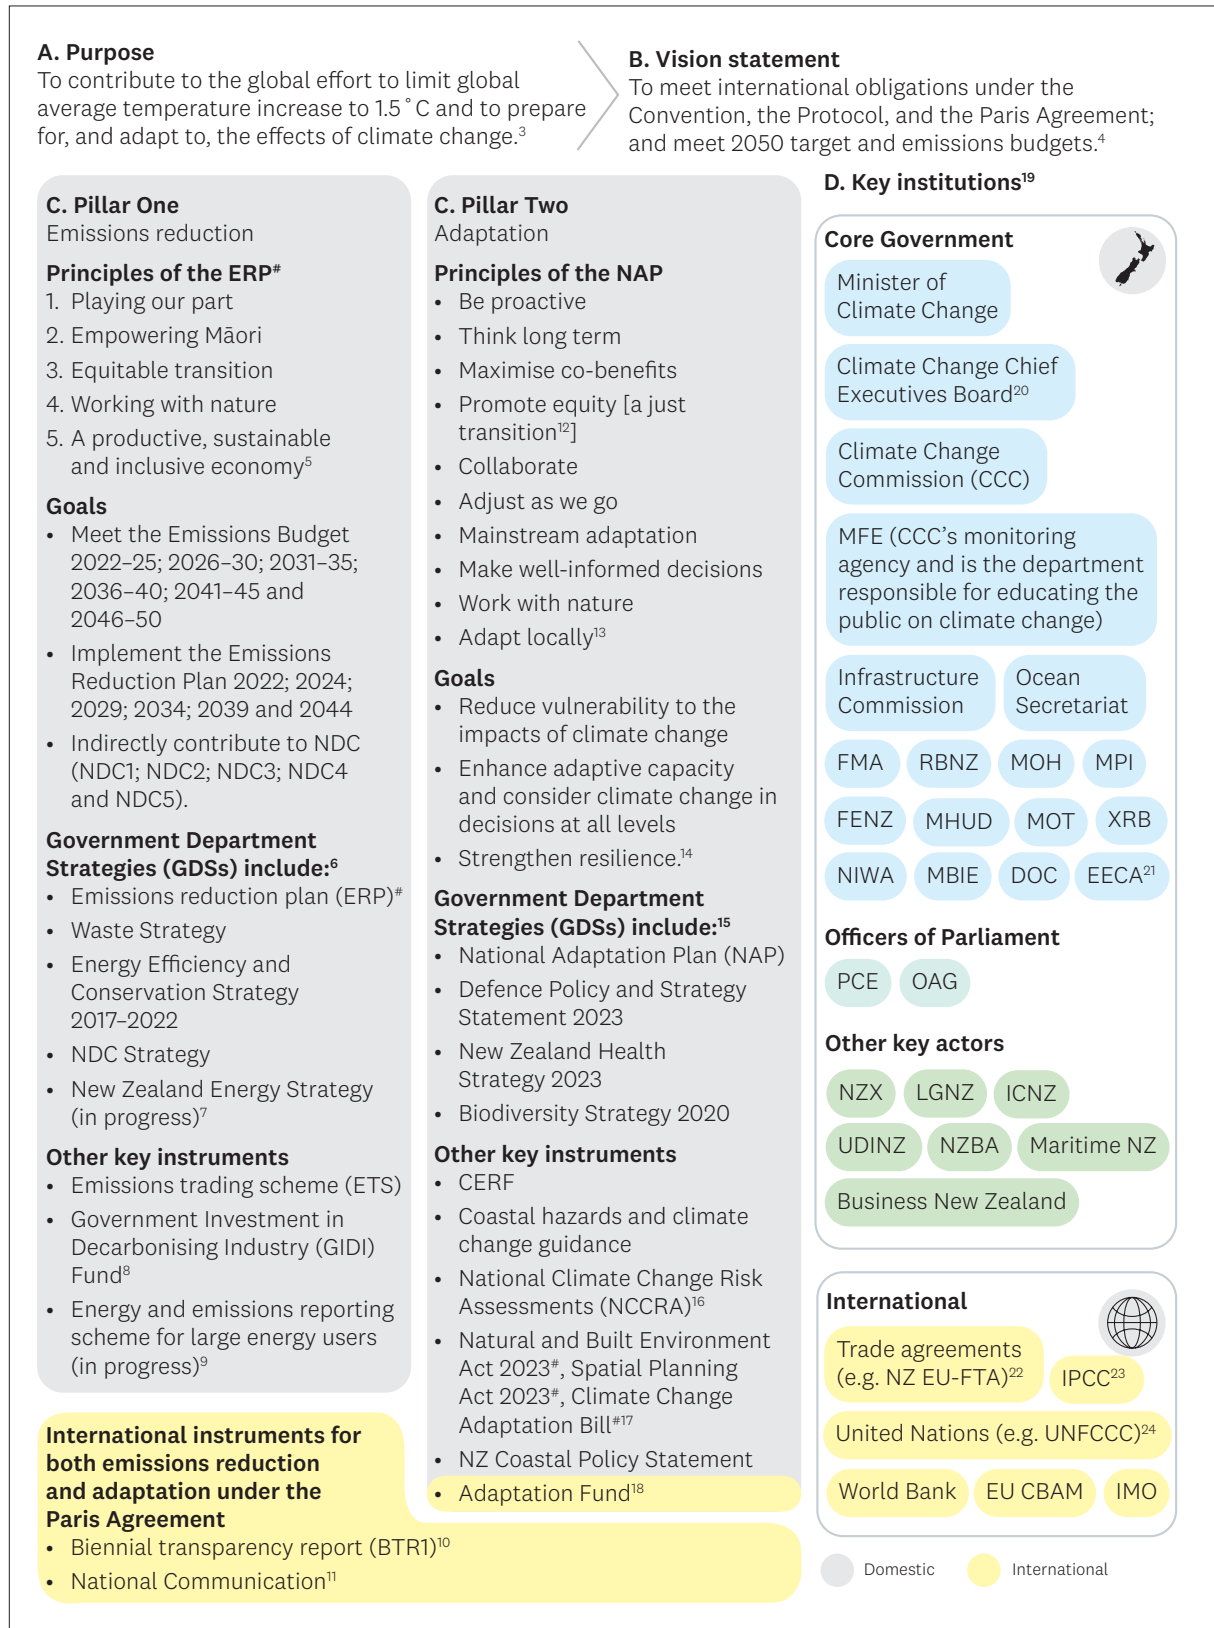 A. Purpose
To contribute to the global effort to limit global
average temperature increase to 1.5˚C and to prepare
for, and adapt to, the effects of climate change.³
B. Vision statement
To meet international obligations under the
Convention, the Protocol, and the Paris Agreement;
and meet 2050 target and emissions budgets.⁴
C. Pillar One
Emissions reduction
Principles of the ERP#
1. Playing our part
2. Empowering Māori
3. Equitable transition
4. Working with nature
5. A productive, sustainable
and inclusive economy⁵
Goals
• Meet the Emissions Budget
2022–25; 2026–30; 2031–35;
2036–40; 2041–45 and
2046–50
• Implement the Emissions
Reduction Plan 2022; 2024;
2029; 2034; 2039 and 2044
• Indirectly contribute to NDC
(NDC1; NDC2; NDC3; NDC4
and NDC5).
Government Department
Strategies (GDSs) include:⁶
• Emissions reduction plan (ERP)#
• Waste Strategy
• Energy Efficiency and
Conservation Strategy
2017–2022
• NDC Strategy
• New Zealand Energy Strategy
(in progress)⁷
Other key instruments
• Emissions trading scheme (ETS)
• Government Investment in
Decarbonising Industry (GIDI)
Fund⁸
• Energy and emissions reporting
scheme for large energy users
(in progress)⁹
International instruments for
both emissions reduction
and adaptation under the
Paris Agreement
• Biennial transparency report (BTR1)¹⁰
• National Communication¹¹
C. Pillar Two
Adaptation
Principles of the NAP
• Be proactive
• Think long term
• Maximise co-benefits
• Promote equity [a just
transition¹²]
• Collaborate
• Adjust as we go
• Mainstream adaptation
• Make well-informed decisions
• Work with nature
• Adapt locally¹³
Goals
• Reduce vulnerability to the
impacts of climate change
• Enhance adaptive capacity
and consider climate change in
decisions at all levels
• Strengthen resilience.¹⁴
Government Department
Strategies (GDSs) include:¹⁵
• National Adaptation Plan (NAP)
• Defence Policy and Strategy
Statement 2023
• New Zealand Health
Strategy 2023
• Biodiversity Strategy 2020
Other key instruments
• CERF
• Coastal hazards and climate
change guidance
• National Climate Change Risk
Assessments (NCCRA)¹⁶
• Natural and Built Environment
Act 2023#, Spatial Planning
Act 2023#, Climate Change
Adaptation Bill#¹⁷
• NZ Coastal Policy Statement
• Adaptation Fund¹⁸
D. Key institutions¹⁹
Core Government
Minister of
Climate Change
Climate Change Chief
Executives Board²⁰
Climate Change
Commission (CCC)
MFE (CCC's monitoring
agency and is the department
responsible for educating the
public on climate change)
Infrastructure
Commission
Ocean
Secretariat
FMA RBNZ MOH MPI
FENZ MHUD MOT XRB
NIWA MBIE DOC EECA²¹
Officers of Parliament
PCE OAG
Other key actors
NZX LGNZ ICNZ
UDINZ NZBA Maritime NZ
Business New Zealand
International
Trade agreements
(e.g. NZ EU-FTA)²²
IPCC²³
United Nations (e.g. UNFCCC)²⁴
World Bank EU CBAM IMO
Domestic International